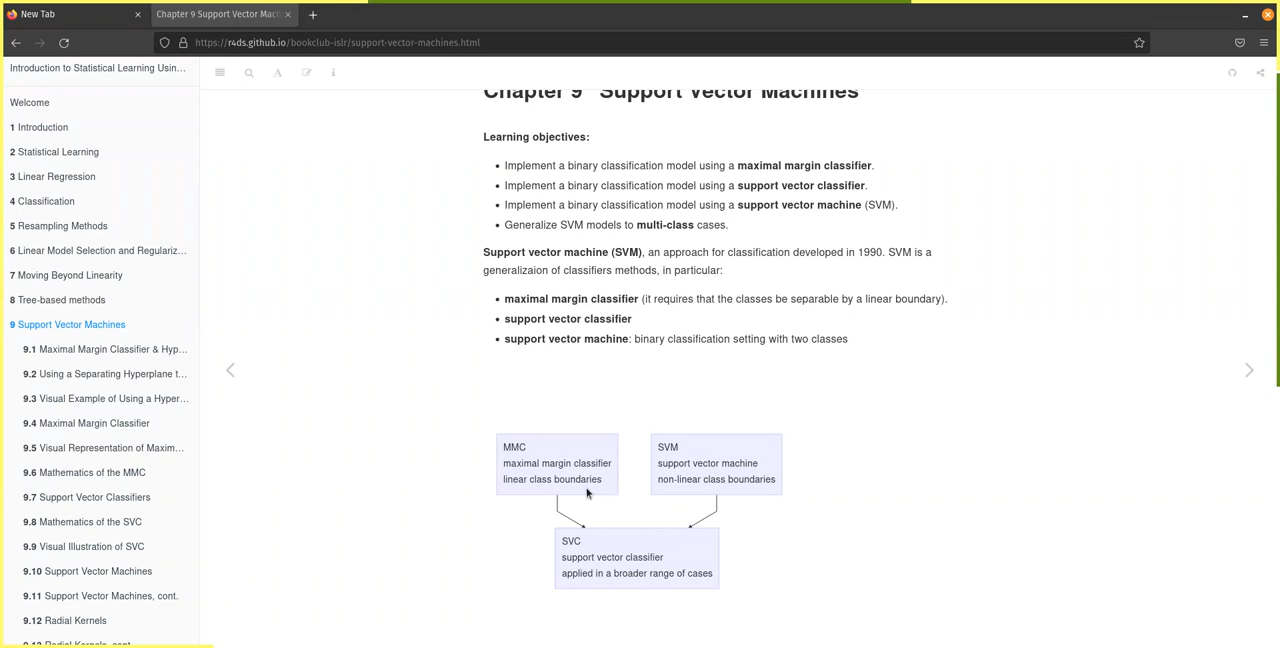 New Tab
Chapter 9 Support Vector Mach
https://r4ds.github.io/bookclub-islr/support-vector-machines.html
Introduction to Statistical Learning Usin...
Welcome
1 Introduction
2 Statistical Learning
3 Linear Regression
4 Classification
5 Resampling Methods
6 Linear Model Selection and Regulariz...
7 Moving Beyond Linearity
8 Tree-based methods
9 Support Vector Machines
9.1 Maximal Margin Classifier & Hyp...
9.2 Using a Separating Hyperplane t...
9.3 Visual Example of Using a Hyper...
9.4 Maximal Margin Classifier
9.5 Visual Representation of Maxim...
9.6 Mathematics of the MMC
9.7 Support Vector Classifiers
9.8 Mathematics of the SVC
9.9 Visual Illustration of SVC
9.10 Support Vector Machines
9.11 Support Vector Machines, cont.
9.12 Radial Kernels
9.13 Radial Kernels, cont.
Chapter 9 Support Vector Machines
Learning objectives:
• Implement a binary classification model using a maximal margin classifier.
• Implement a binary classification model using a support vector classifier.
• Implement a binary classification model using a support vector machine (SVM).
• Generalize SVM models to multi-class cases.
Support vector machine (SVM), an approach for classification developed in 1990. SVM is a
generalizaion of classifiers methods, in particular:
• maximal margin classifier (it requires that the classes be separable by a linear boundary).
• support vector classifier
• support vector machine: binary classification setting with two classes
MMC
maximal margin classifier
linear class boundaries
SVM
support vector machine
non-linear class boundaries
SVC
support vector classifier
applied in a broader range of cases